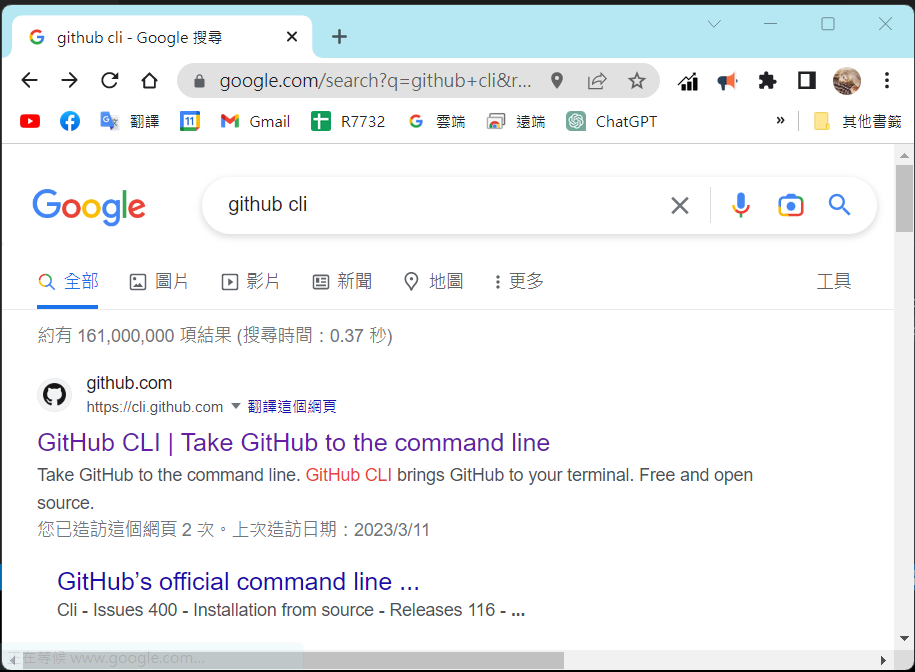 github cli - Google 搜尋
google.com/search?q=github+cli&r...
翻譯
11
Gmail
R7732
雲端
遠端
ChatGPT
»
其他書籤
Google
github cli
全部
圖片
影片
新聞
地圖
更多
工具
約有 161,000,000 項結果 (搜尋時間：0.37 秒)
github.com
https://cli.github.com
翻譯這個網頁
GitHub CLI | Take GitHub to the command line
Take GitHub to the command line. GitHub CLI brings GitHub to your terminal. Free and open
source.
您已造訪這個網頁 2 次。上次造訪日期：2023/3/11
GitHub’s official command line ...
Cli - Issues 400 - Installation from source - Releases 116 - ...
正在等候 www.google.com...